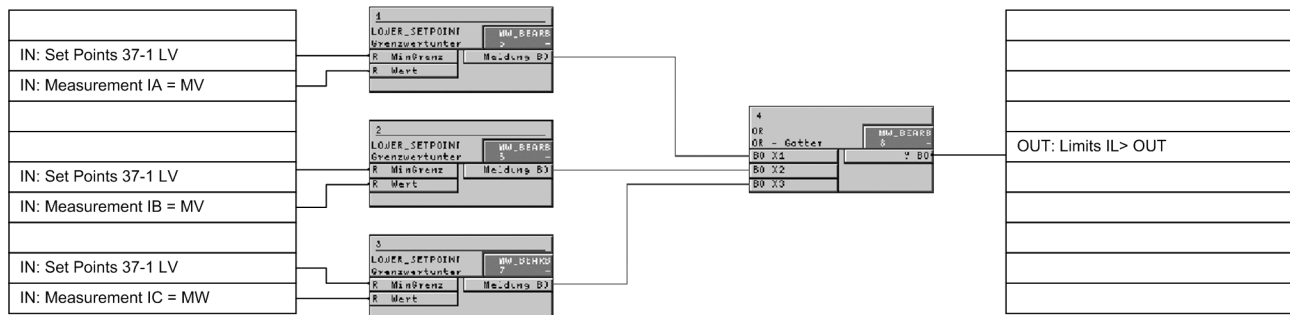 IN: Set Points 37-1 LV
IN: Measurement IA = MV
IN: Set Points 37-1 LV
IN: Measurement IB = MV
IN: Set Points 37-1 LV
IN: Measurement IC = MW
1
LOWER_SETPOINT MW_BEARB
Grenzwertunter 5 -
R MinGrenz Meldung BO
R Wert
2
LOWER_SETPOINT MW_BEARB
Grenzwertunter
R MinGrenz Meldung BO
R Wert
3
LOWER_SETPOINT MW_BEARB
Grenzwertunter 7 -
R MinGrenz Meldung BO
R Wert
4
OR MW_BEARB
OR - Gatter 8 -
BO X1 Y BO
BO X2
BO X3
OUT: Limits IL> OUT